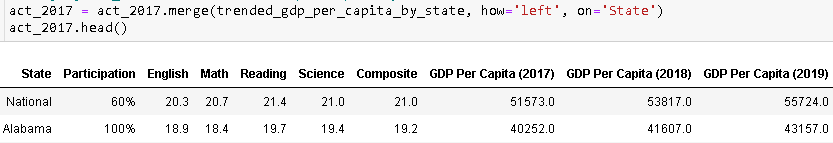 act_2017 = act_2017.merge(trended_gdp_per_capita_by_state, how='left', on='State')
act_2017.head()
State Participation English Math Reading Science Composite GDP Per Capita (2017) GDP Per Capita (2018) GDP Per Capita (2019)
National 60% 20.3 20.7 21.4 21.0 21.0 51573.0 53817.0 55724.0
Alabama 100% 18.9 18.4 19.7 19.4 19.2 40252.0 41607.0 43157.0